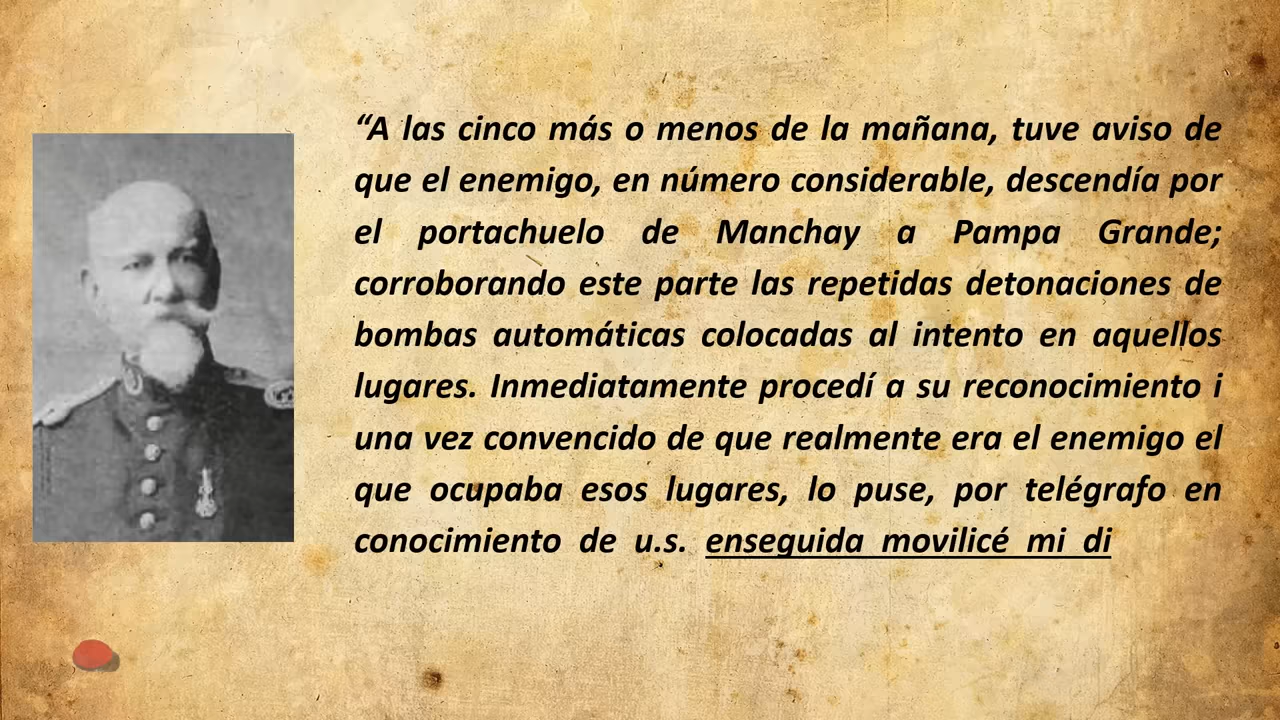 “A las cinco más o menos de la mañana, tuve aviso de
que el enemigo, en número considerable, descendía por
el portachuelo de Manchay a Pampa Grande;
corroborando este parte las repetidas detonaciones de
bombas automáticas colocadas al intento en aquellos
lugares. Inmediatamente procedí a su reconocimiento i
una vez convencido de que realmente era el enemigo el
que ocupaba esos lugares, lo puse, por telégrafo en
conocimiento de u.s. enseguida movilicé mi di